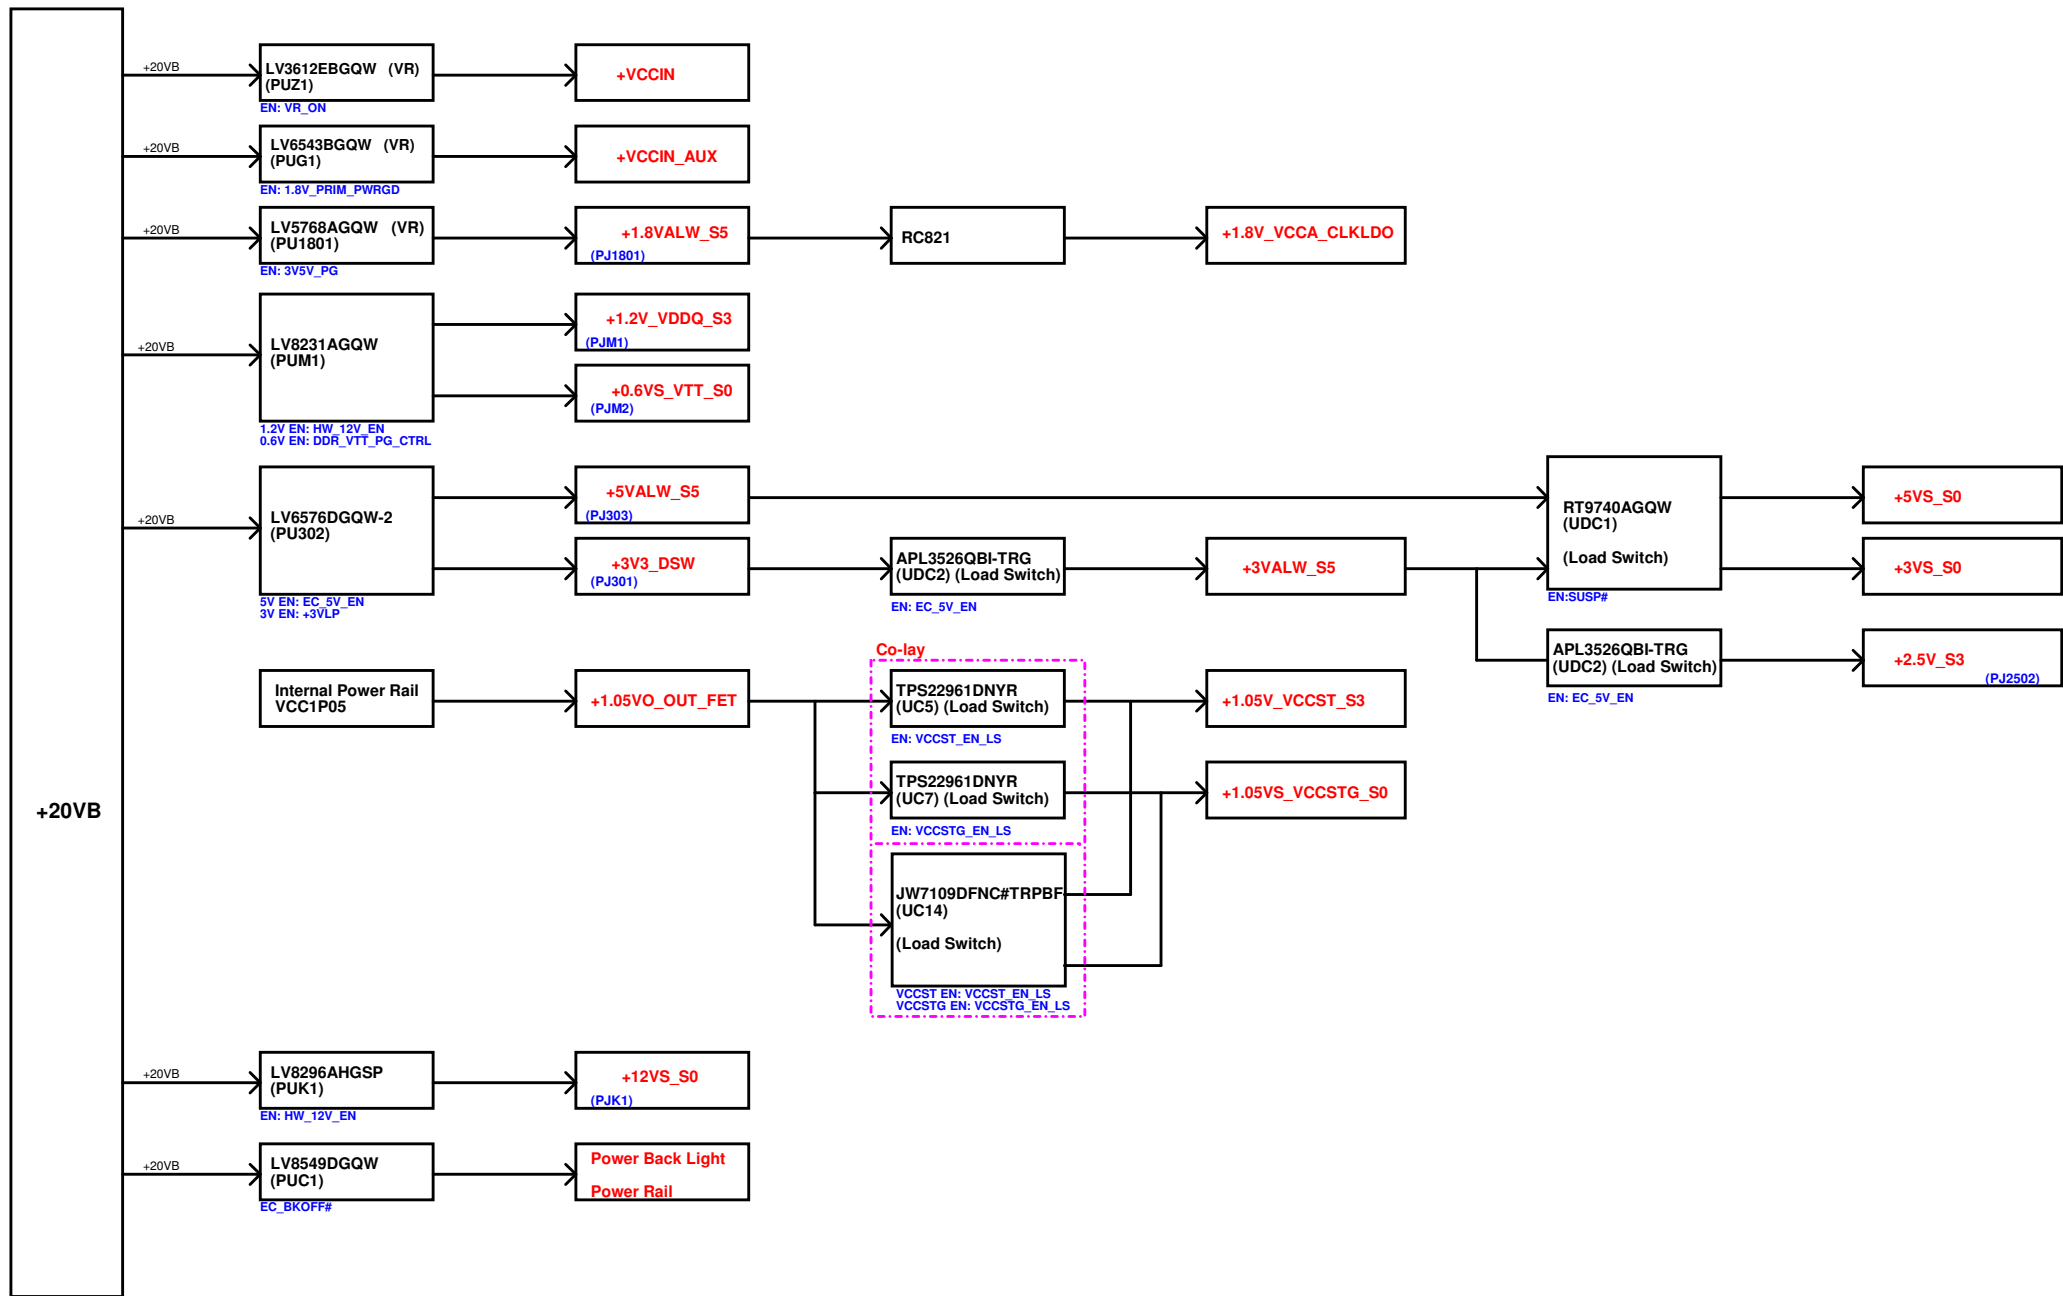 +20VB
LV3612EBGQW (VR)
(PUZ1)
EN: VR_ON
+VCCIN
+20VB
LV6543BGQW (VR)
(PUG1)
EN: 1.8V_PRIM_PWRGD
+VCCIN_AUX
+20VB
LV5768AGQW (VR)
(PU1801)
EN: 3V5V_PG
+1.8VALW_S5
(PJ1801)
RC821
+1.8V_VCCA_CLKLDO
+20VB
LV8231AGQW
(PUM1)
1.2V EN: HW_12V_EN
0.6V EN: DDR_VTT_PG_CTRL
+1.2V_VDDQ_S3
(PJM1)
+0.6VS_VTT_S0
(PJM2)
+20VB
LV6576DGQW-2
(PU302)
5V EN: EC_5V_EN
3V EN: +3VLP
+5VALW_S5
(PJ303)
+3V3_DSW
(PJ301)
APL3526QBI-TRG
(UDC2) (Load Switch)
EN: EC_5V_EN
+3VALW_S5
RT9740AGQW
(UDC1)
(Load Switch)
EN:SUSP#
+5VS_S0
+3VS_S0
APL3526QBI-TRG
(UDC2) (Load Switch)
EN: EC_5V_EN
+2.5V_S3
(PJ2502)
Internal Power Rail
VCC1P05
+1.05VO_OUT_FET
Co-lay
TPS22961DNYR
(UC5) (Load Switch)
EN: VCCST_EN_LS
+1.05V_VCCST_S3
TPS22961DNYR
(UC7) (Load Switch)
EN: VCCSTG_EN_LS
+1.05VS_VCCSTG_S0
+20VB
JW7109DFNC#TRPBF
(UC14)
(Load Switch)
VCCST EN: VCCST_EN_LS
VCCSTG EN: VCCSTG_EN_LS
+20VB
LV8296AHGSP
(PUK1)
EN: HW_12V_EN
+12VS_S0
(PJK1)
+20VB
LV8549DGQW
(PUC1)
EC_BKOFF#
Power Back Light
Power Rail